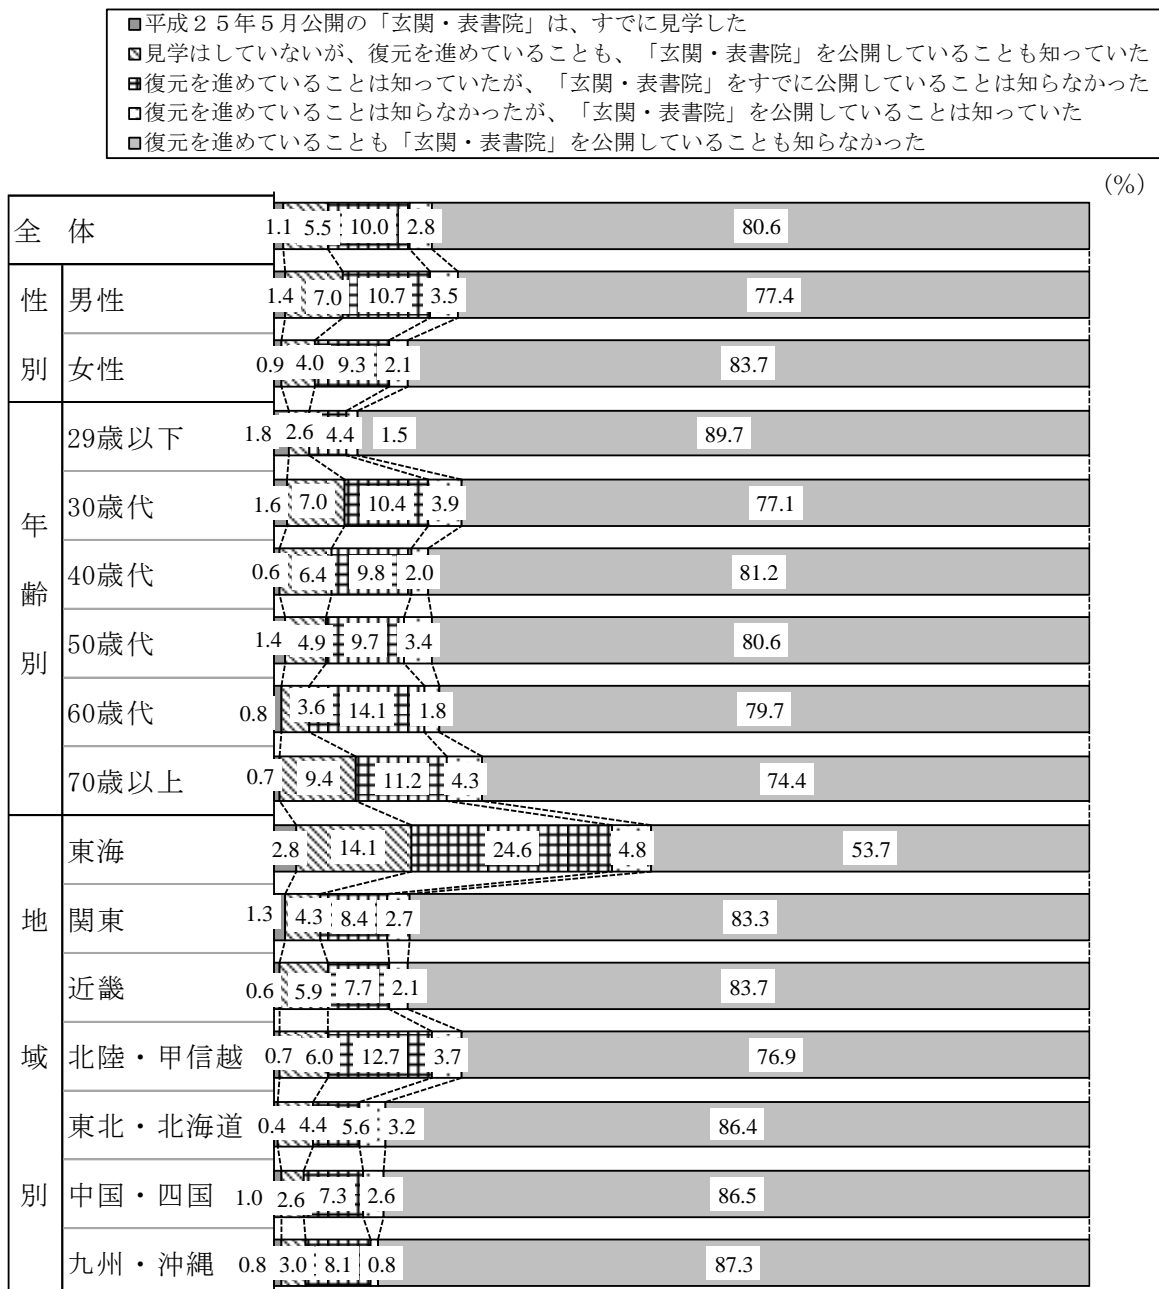 ■平成２５年５月公開の「玄関・表書院」は、すでに見学した
見学はしていないが、復元を進めていることも、「玄関・表書院」を公開していることも知っていた
復元を進めていることは知っていたが、「玄関・表書院」をすでに公開していることは知らなかった
□復元を進めていることは知らなかったが、「玄関・表書院」を公開していることは知っていた
■復元を進めていることも「玄関・表書院」を公開していることも知らなかった
(%)
全 体 1.1 5.5 10.0 2.8 80.6
性別
男性 1.4 7.0 10.7 3.5 77.4
女性 0.9 4.0 9.3 2.1 83.7
年齢別
29歳以下 1.8 2.6 4.4 1.5 89.7
30歳代 1.6 7.0 10.4 3.9 77.1
40歳代 0.6 6.4 9.8 2.0 81.2
50歳代 1.4 4.9 9.7 3.4 80.6
60歳代 0.8 3.6 14.1 1.8 79.7
70歳以上 0.7 9.4 11.2 4.3 74.4
地域別
東海 2.8 14.1 24.6 4.8 53.7
関東 1.3 4.3 8.4 2.7 83.3
近畿 0.6 5.9 7.7 2.1 83.7
北陸・甲信越 0.7 6.0 12.7 3.7 76.9
東北・北海道 0.4 4.4 5.6 3.2 86.4
中国・四国 1.0 2.6 7.3 2.6 86.5
九州・沖縄 0.8 3.0 8.1 0.8 87.3